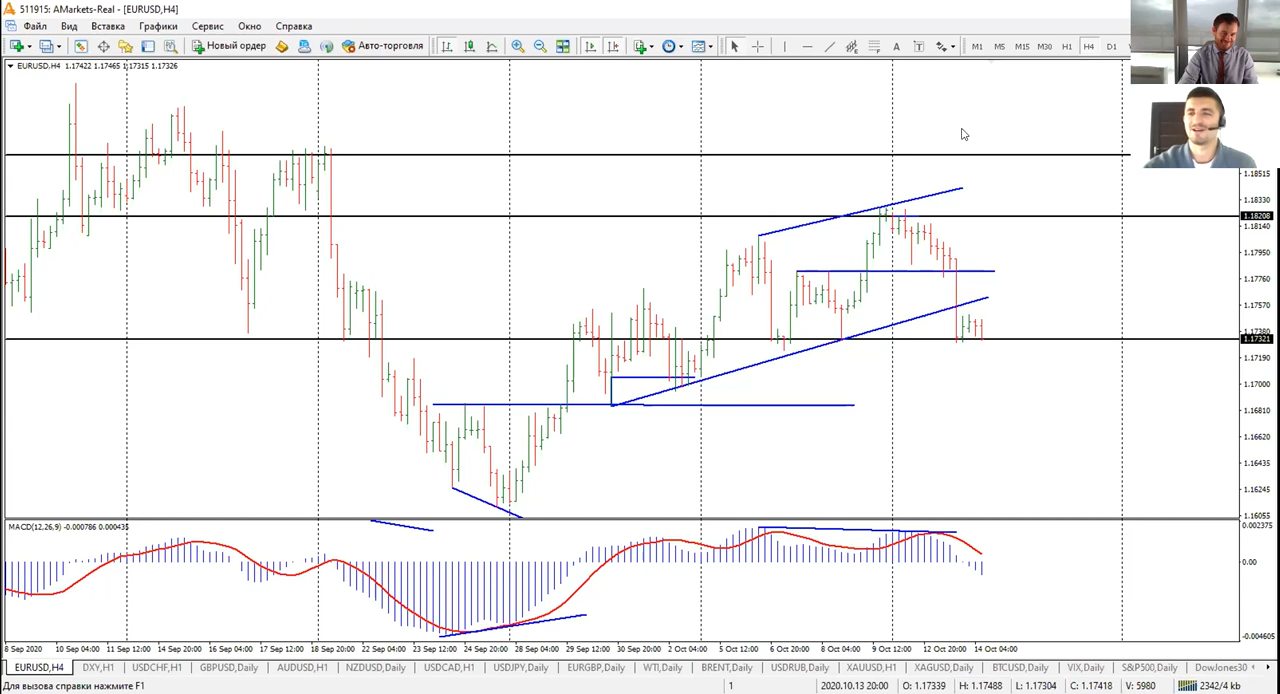 511915: AMarkets-Real - [EURUSD,H4]
Файл Вид Вставка Графики Сервис Окно Справка
Новый ордер Авто-торговля A T M1 M5 M15 M30 H1 H4 D1
EURUSD,H4 1.17422 1.17465 1.17315 1.17326
1.18515
1.18330
1.18208
1.18140
1.17950
1.17760
1.17570
1.17380
1.17321
1.17190
1.17000
1.16810
1.16620
1.16435
1.16245
1.16055
MACD(12,26,9) -0.000786 0.000435
0.002375
0.00
-0.004605
8 Sep 2020 10 Sep 04:00 11 Sep 12:00 14 Sep 20:00 16 Sep 04:00 17 Sep 12:00 18 Sep 20:00 22 Sep 04:00 23 Sep 12:00 24 Sep 20:00 28 Sep 04:00 29 Sep 12:00 30 Sep 20:00 2 Oct 04:00 5 Oct 12:00 6 Oct 20:00 8 Oct 04:00 9 Oct 12:00 12 Oct 20:00 14 Oct 04:00
EURUSD,H4 DXY,H1 USDCHF,H1 GBPUSD,Daily AUDUSD,H1 NZDUSD,Daily USDCAD,H1 USDJPY,Daily EURGBP,Daily WTI,Daily BRENT,Daily USDRUB,Daily XAUUSD,H1 XAGUSD,Daily BTCUSD,Daily VIX,Daily S&P500,Daily DowJones30
Для вызова справки нажмите F1 1 2020.10.13 20:00 O: 1.17339 H: 1.17488 L: 1.17304 C: 1.17418 V: 5980 2342/4 kb